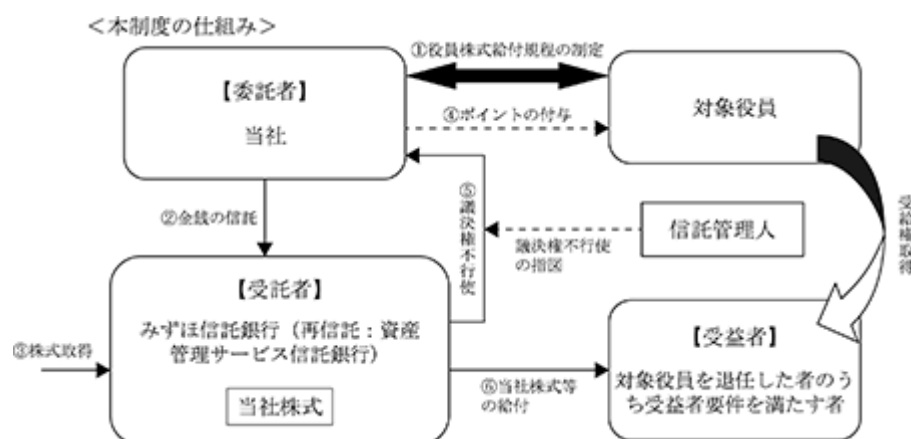 ＜本制度の仕組み＞
①役員株式給付規程の制定
【委託者】
当社
対象役員
④ポイントの付与
②金銭の信託
⑤議決権不行使
信託管理人
議決権不行使
の指図
受給権取得
【受託者】
みずほ信託銀行（再信託：資産
管理サービス信託銀行）
③株式取得
当社株式
⑥当社株式等
の給付
【受益者】
対象役員を退任した者のう
ち受益者要件を満たす者